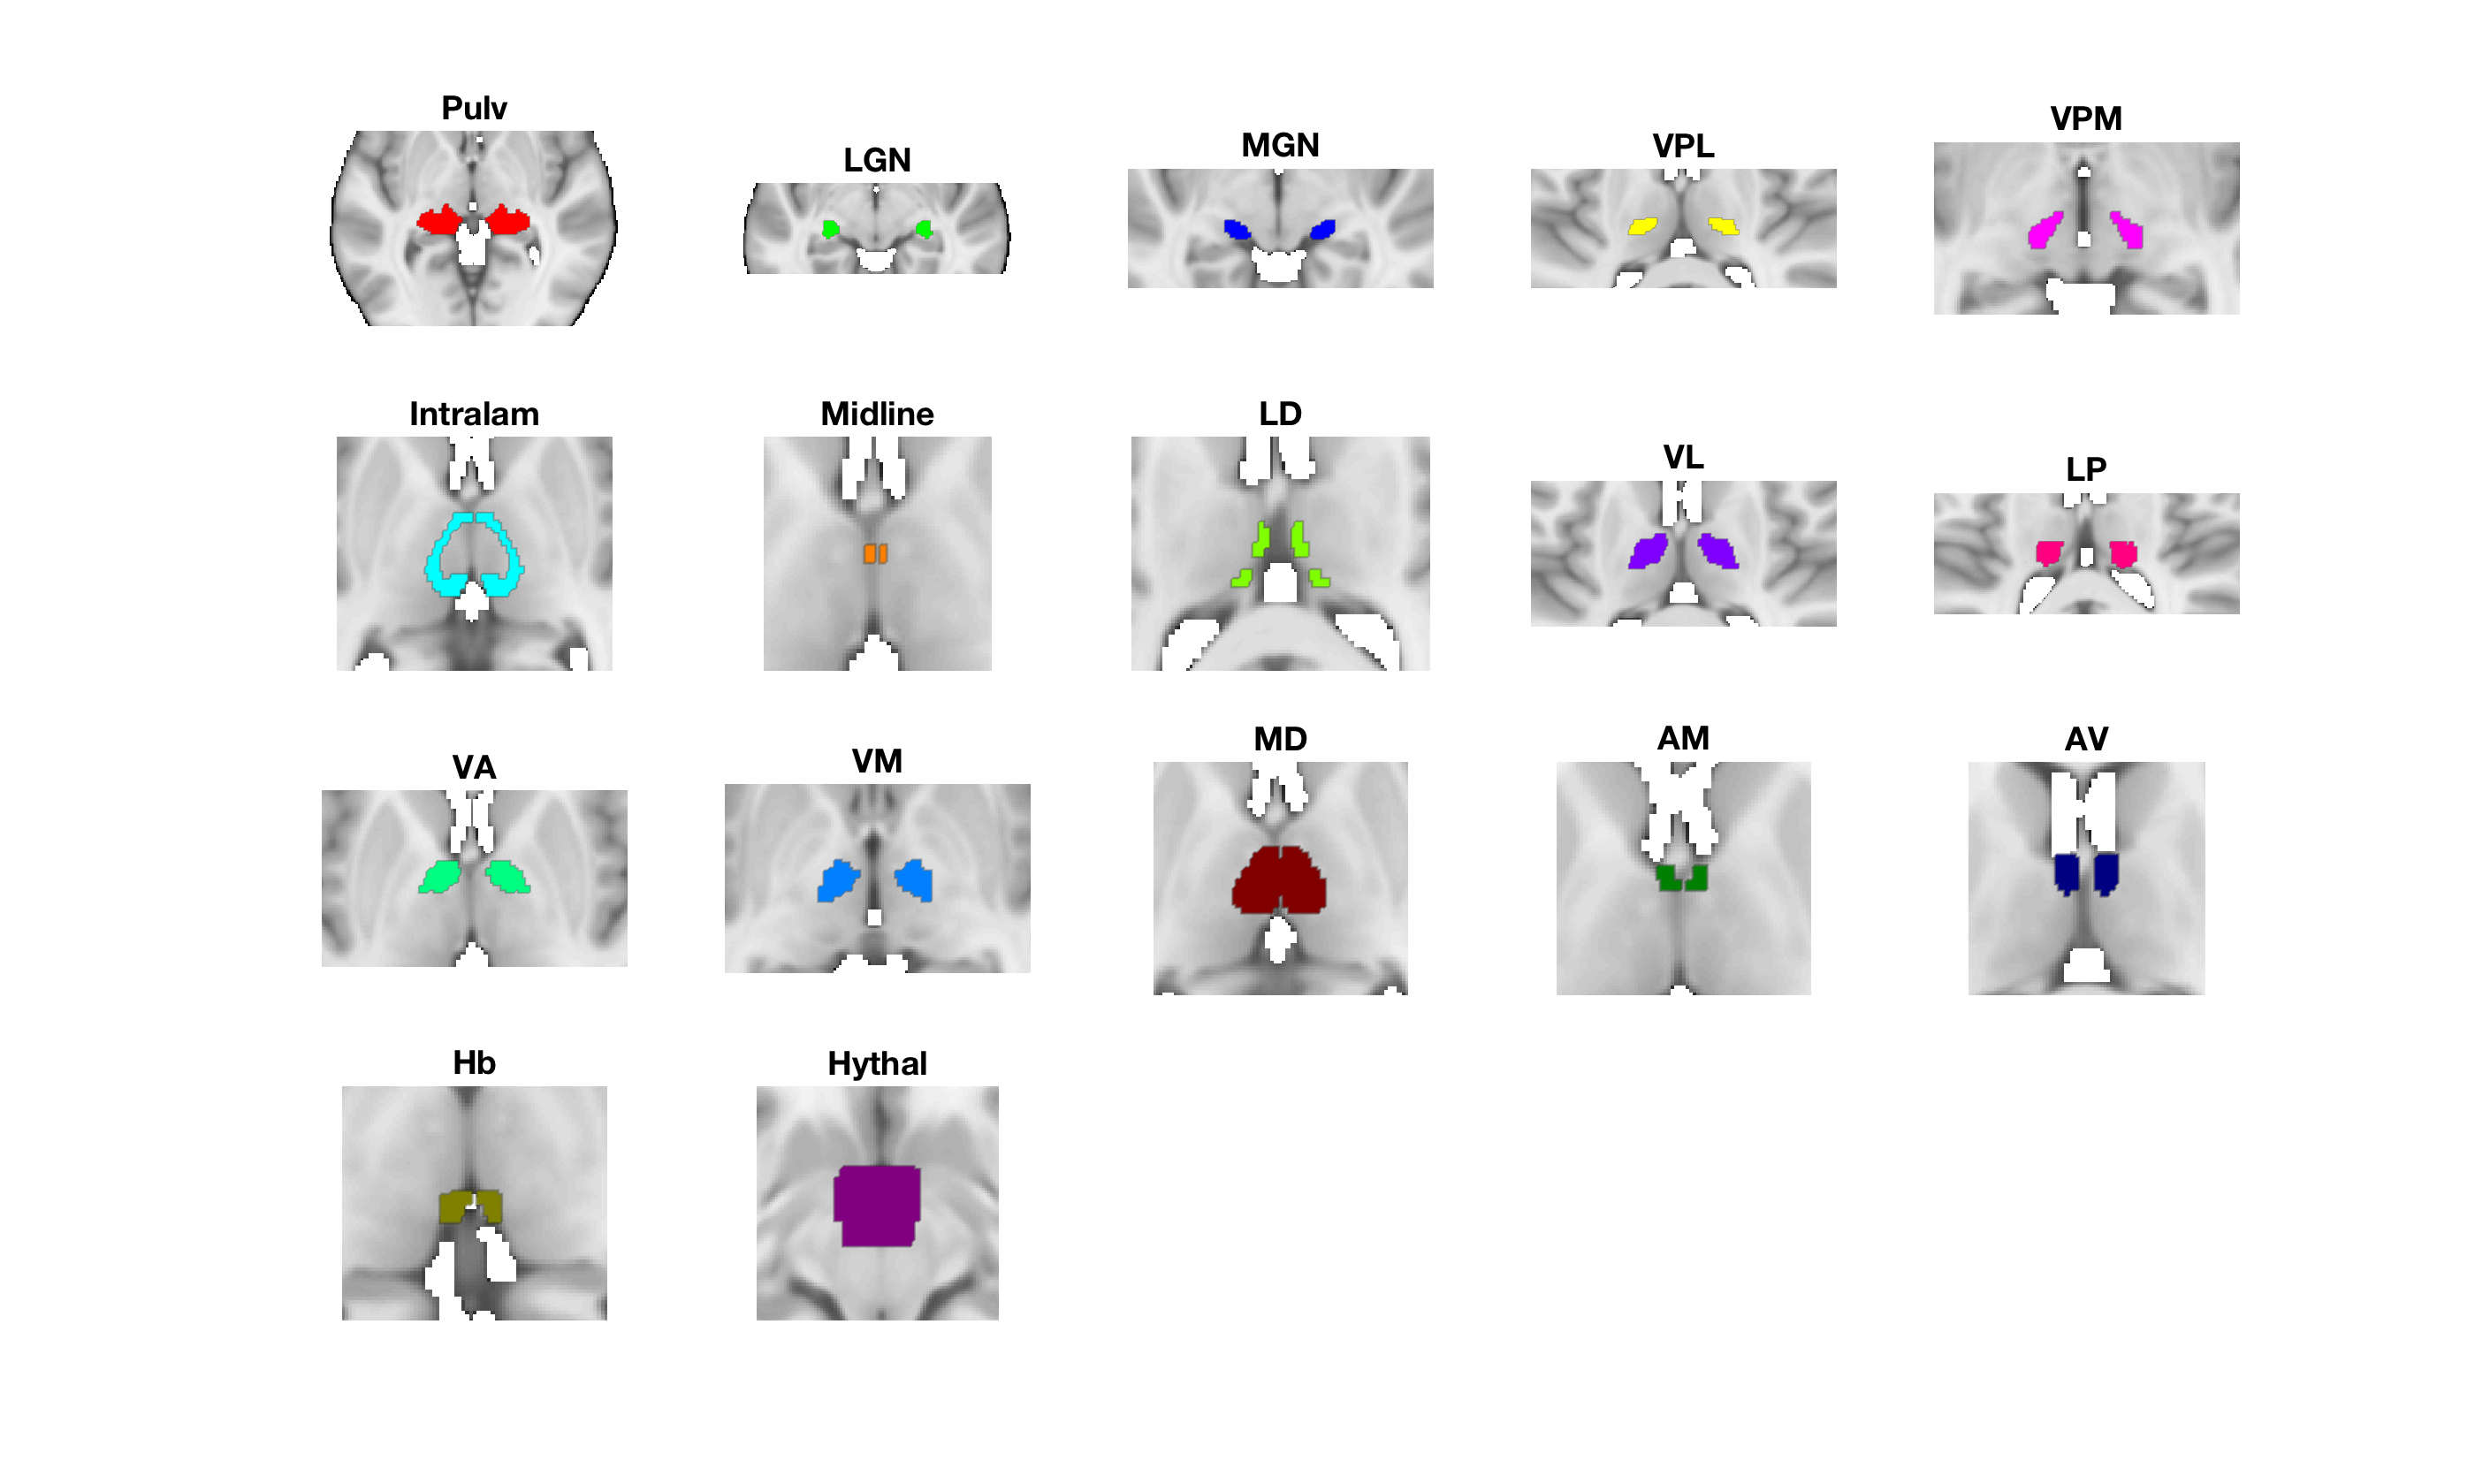 Pulv
LGN
MGN
VPL
VPM
Intralam
Midline
LD
VL
LP
VA
VM
MD
AM
AV
Hb
Hythal